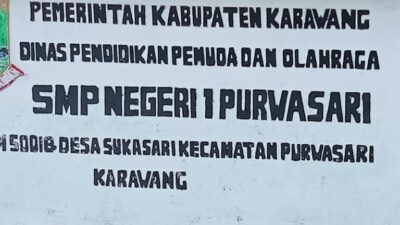 PEMERINTAH KABUPATEN KARAWANG
DINAS PENDIDIKAN PEMUDA DAN OLAHRAGA
SMP NEGERI 1 PURWASARI
DESA SUKASARI KECAMATAN PURWASARI
KARAWANG